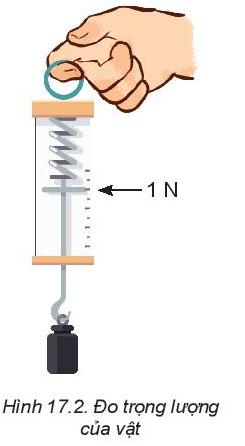 1 N
Hình 17.2. Đo trọng lượng
của vật